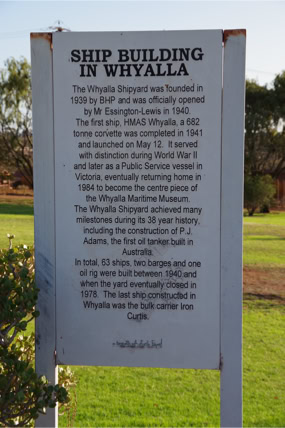 SHIP BUILDING
IN WHYALLA
The Whyalla Shipyard was founded in
1939 by BHP and was officially opened
by Mr Essington-Lewis in 1940.
The first ship, HMAS Whyalla, a 682
tonne corvette was completed in 1941
and launched on May 12. It served
with distinction during World War II
and later as a Public Service vessel in
Victoria, eventually returning home in
1984 to become the centre piece of
the Whyalla Maritime Museum.
The Whyalla Shipyard achieved many
milestones during its 38 year history,
including the construction of P.J.
Adams, the first oil tanker built in
Australia.
In total, 63 ships, two barges and one
oil rig were built between 1940 and
when the yard eventually closed in
1978. The last ship constructed in
Whyalla was the bulk carrier Iron
Curtis.